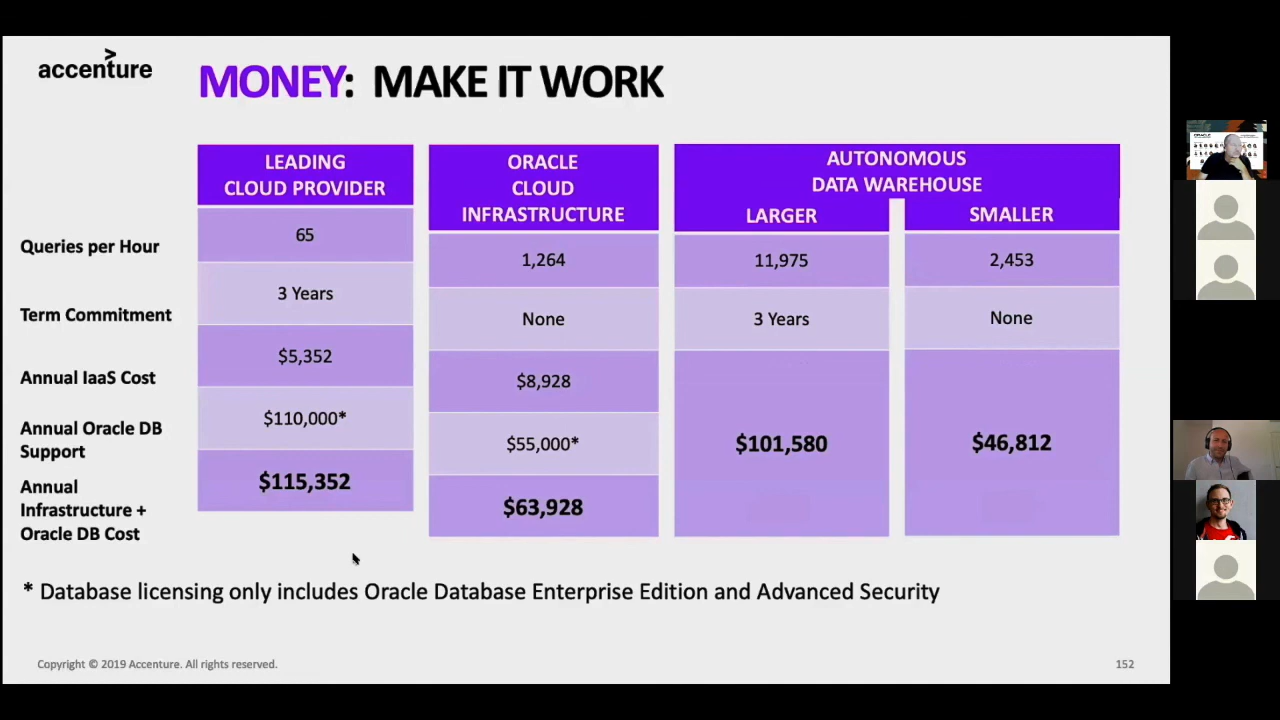 accenture
MONEY: MAKE IT WORK
LEADING
CLOUD PROVIDER
ORACLE
CLOUD
INFRASTRUCTURE
AUTONOMOUS
DATA WAREHOUSE
LARGER
SMALLER
Queries per Hour
65
1,264
11,975
2,453
Term Commitment
3 Years
None
3 Years
None
Annual IaaS Cost
$5,352
$8,928
Annual Oracle DB
Support
$110,000*
$55,000*
$101,580
$46,812
Annual
Infrastructure +
Oracle DB Cost
$115,352
$63,928
* Database licensing only includes Oracle Database Enterprise Edition and Advanced Security
Copyright © 2019 Accenture. All rights reserved.
152
ORACLE